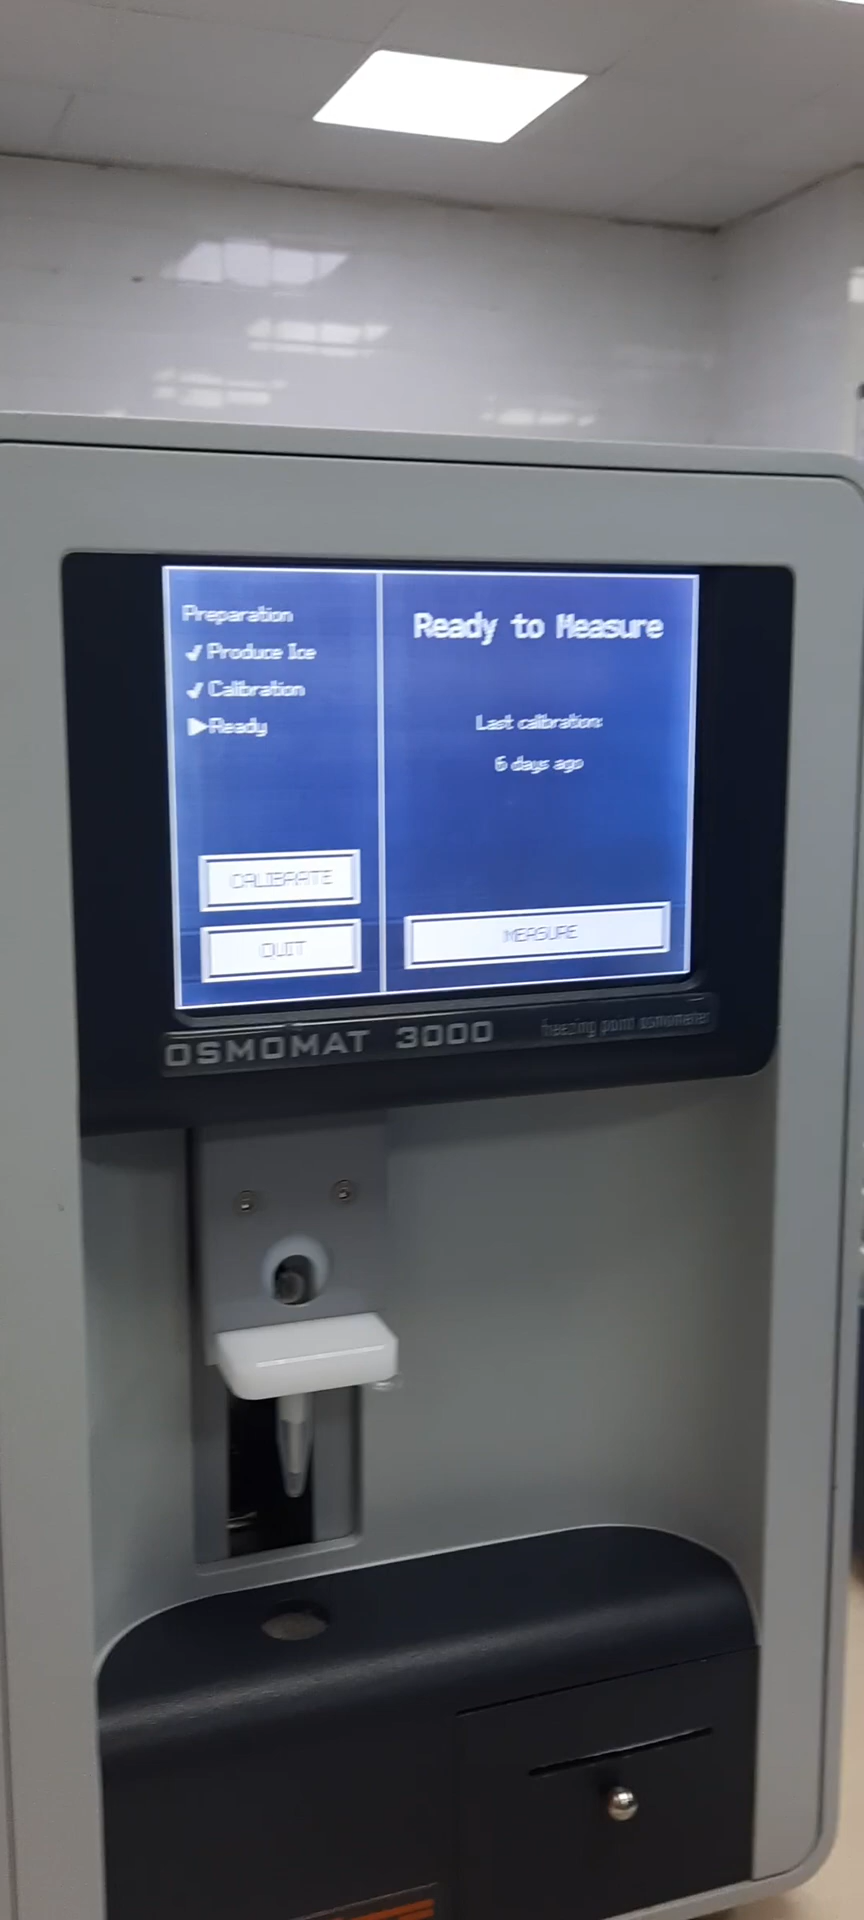 Preparation
✓ Produce Ice
✓ Calibration
▶Ready
CALIBRATE
QUIT
Ready to Measure
Last calibration:
6 days ago
MEASURE
OSMOMAT 3000
freezing point osmometer